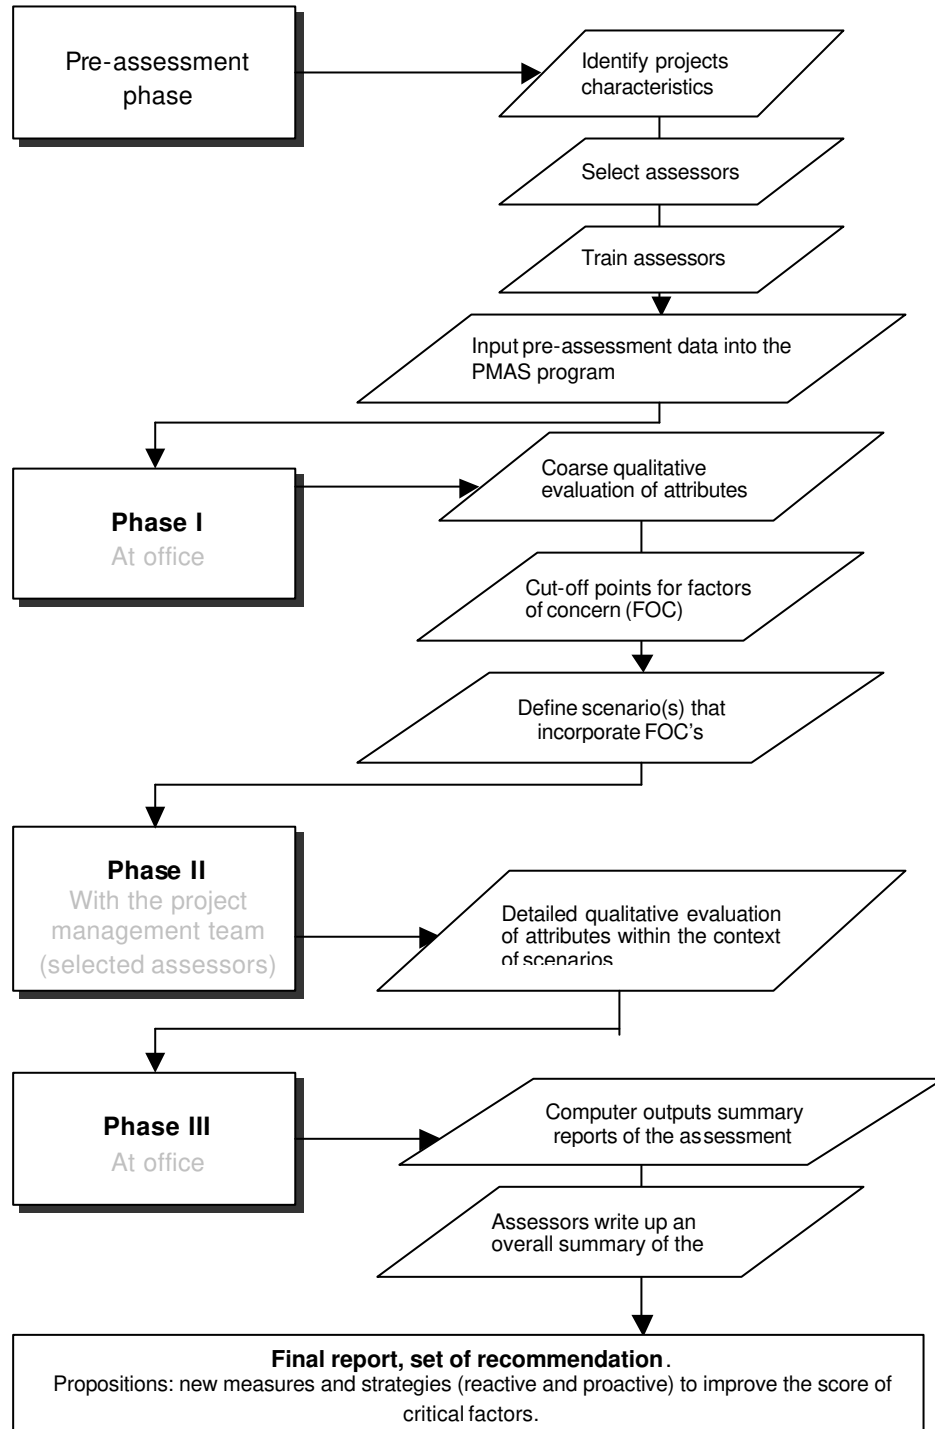 Pre-assessment
phase
Identify projects
characteristics
Select assessors
Train assessors
Input pre-assessment data into the
PMAS program
Phase I
At office
Coarse qualitative
evaluation of attributes
Cut-off points for factors
of concern (FOC)
Define scenario(s) that
incorporate FOC's
Phase II
With the project
management team
(selected assessors)
Detailed qualitative evaluation
of attributes within the context
of scenarios
Phase III
At office
Computer outputs summary
reports of the assessment
Assessors write up an
overall summary of the
Final report, set of recommendation.
Propositions: new measures and strategies (reactive and proactive) to improve the score of
critical factors.